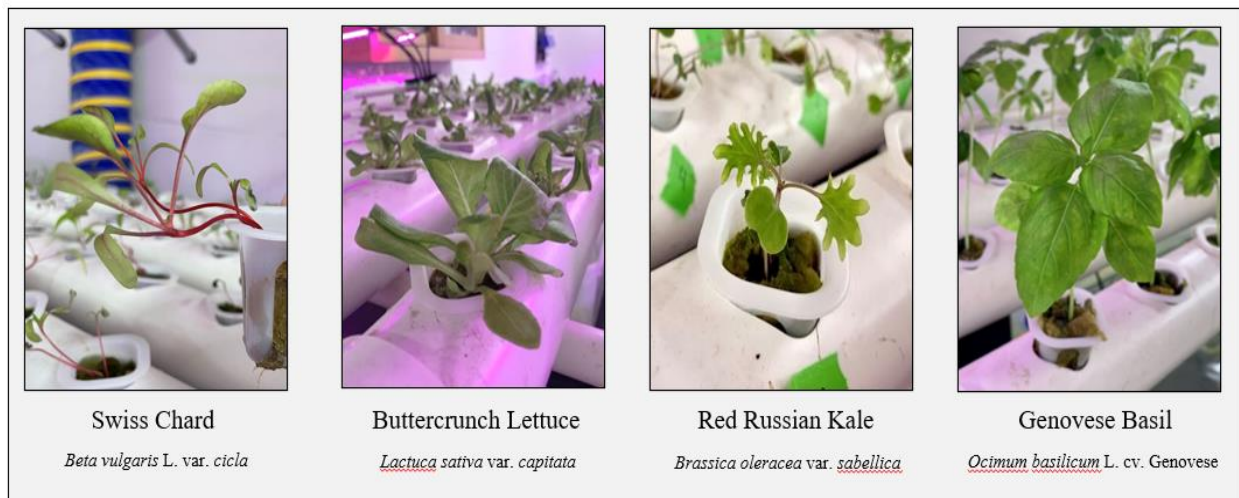 Swiss Chard
Beta vulgaris L. var. cicla
Buttercrunch Lettuce
Lactuca sativa var. capitata
Red Russian Kale
Brassica oleracea var. sabellica
Genovese Basil
Ocimum basilicum L. cv. Genovese